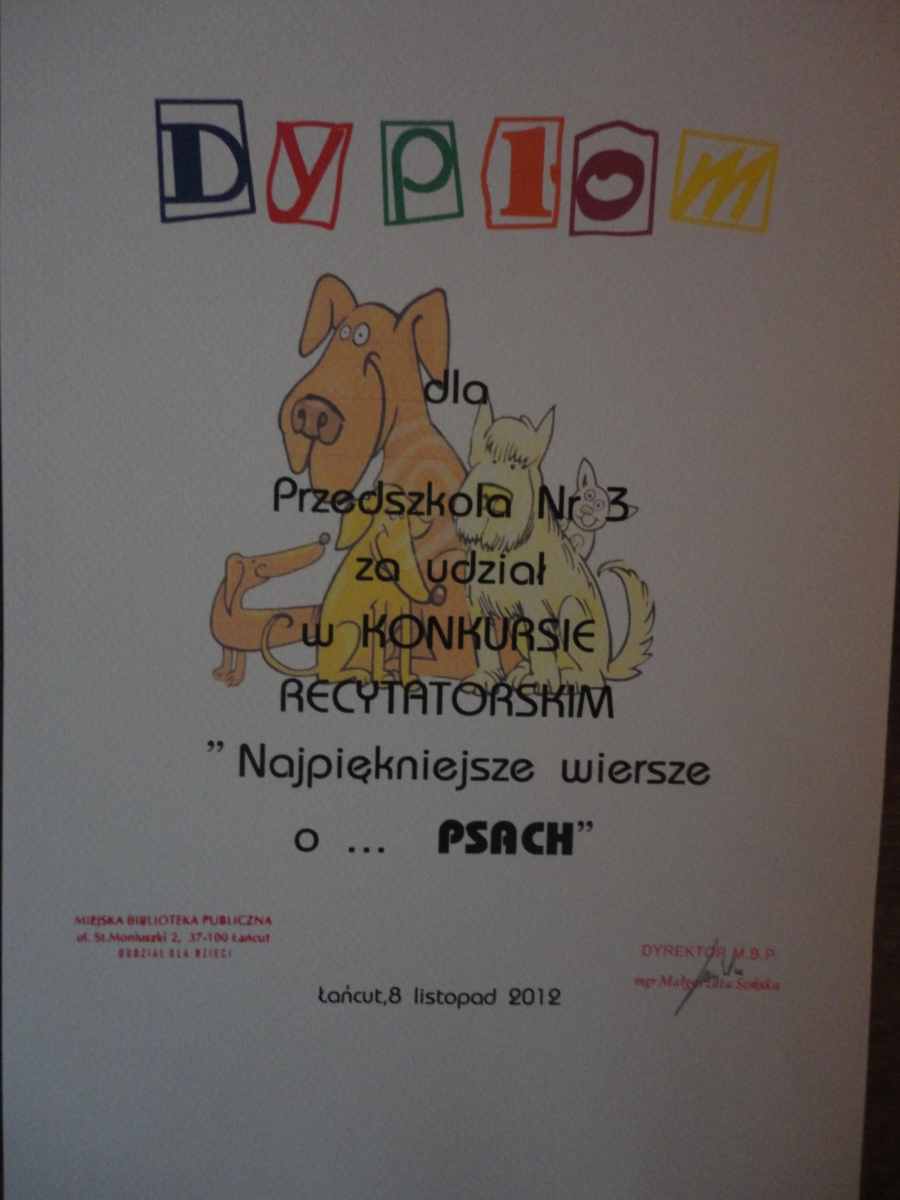 Dyplom
dla
Przedszkola Nr 3
za udział
w KONKURSIE
RECYTATORSKIM
" Najpiękniejsze wiersze
o ... PSACH"
MIEJSKA BIBLIOTEKA PUBLICZNA
ul. St.Moniuszki 2, 37-100 Łańcut
ODDZIAŁ DLA DZIECI
DYREKTOR M.B.P.
mgr Małgorzata
Łańcut,8 listopad 2012